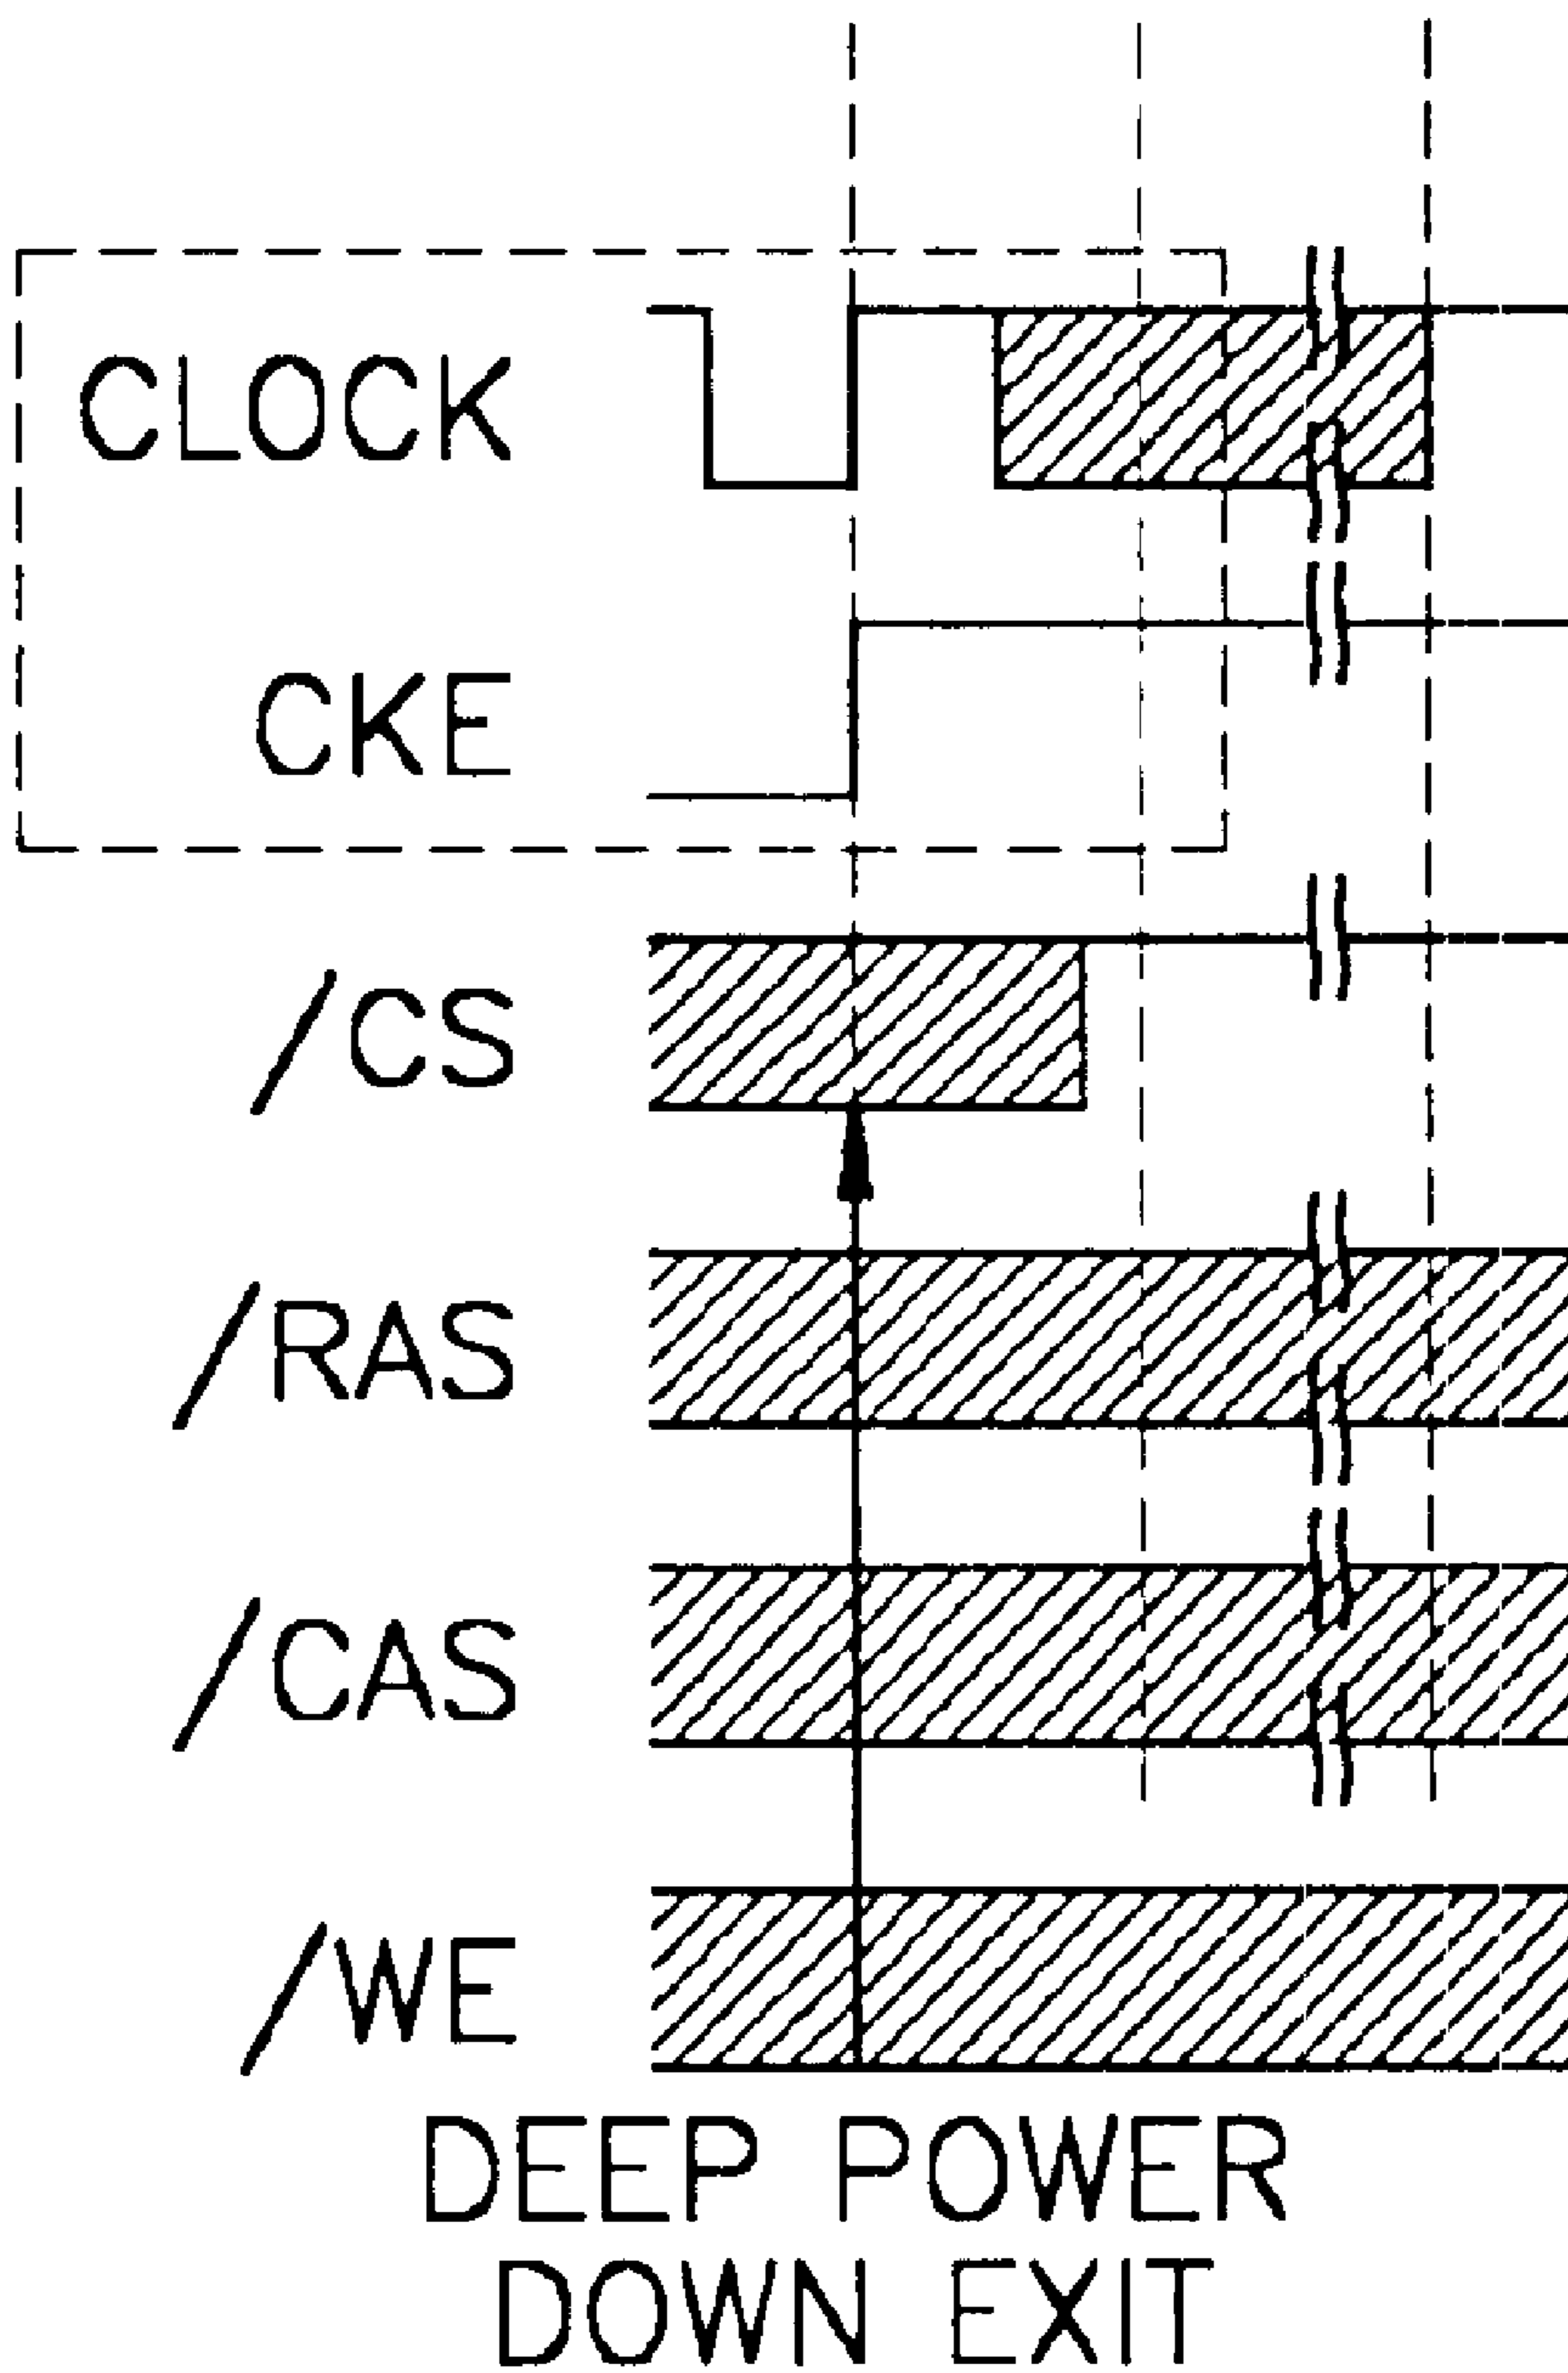 CLOCK
CKE
/CS
/RAS
/CAS
/WE
DEEP POWER
DOWN EXIT